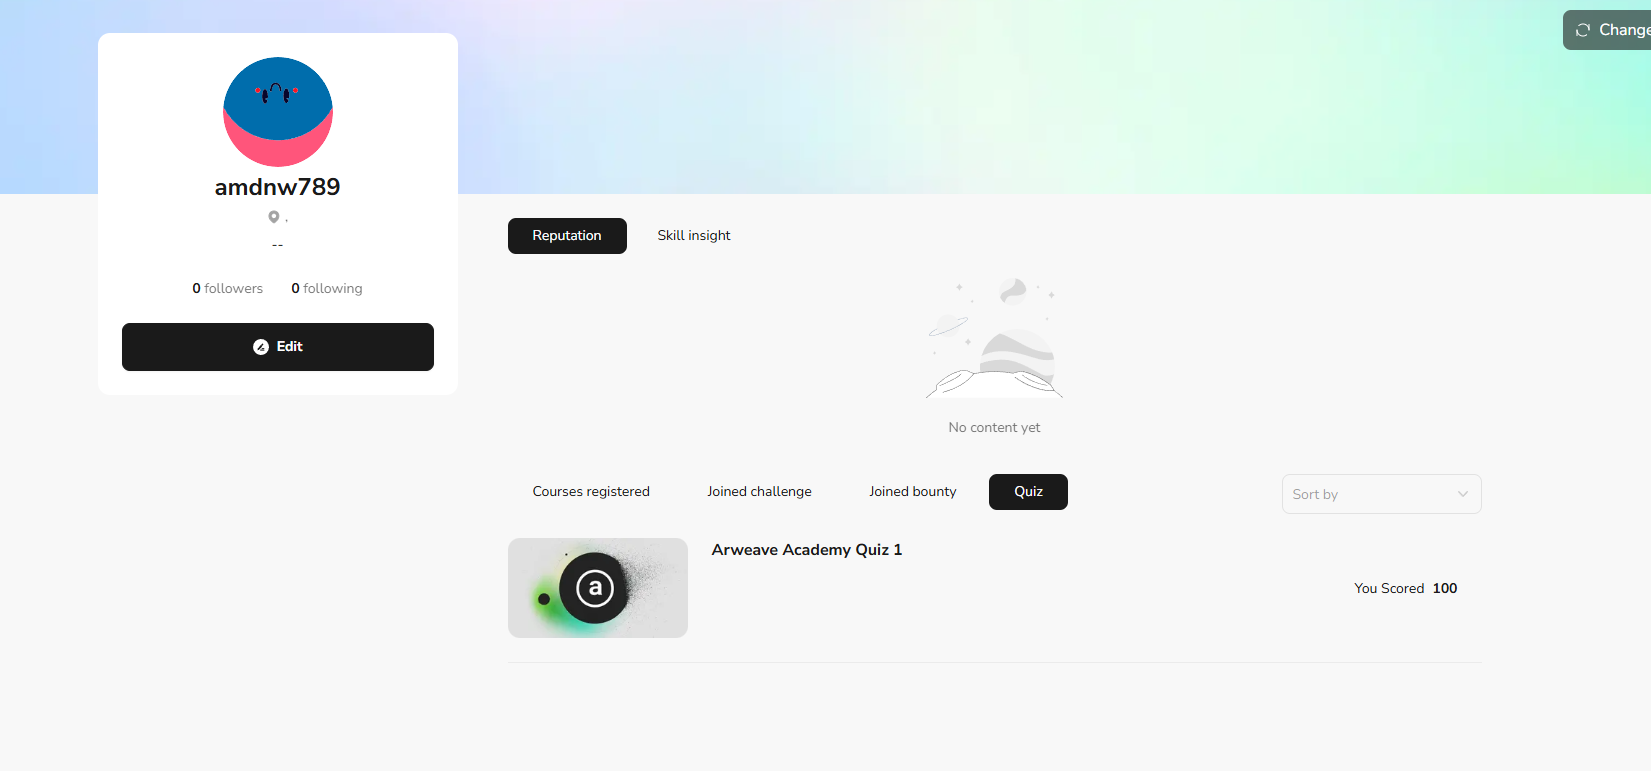 Change
amdnw789
,
--
0 followers 0 following
Edit
Reputation Skill insight
No content yet
Courses registered Joined challenge Joined bounty Quiz Sort by
a
Arweave Academy Quiz 1
You Scored 100